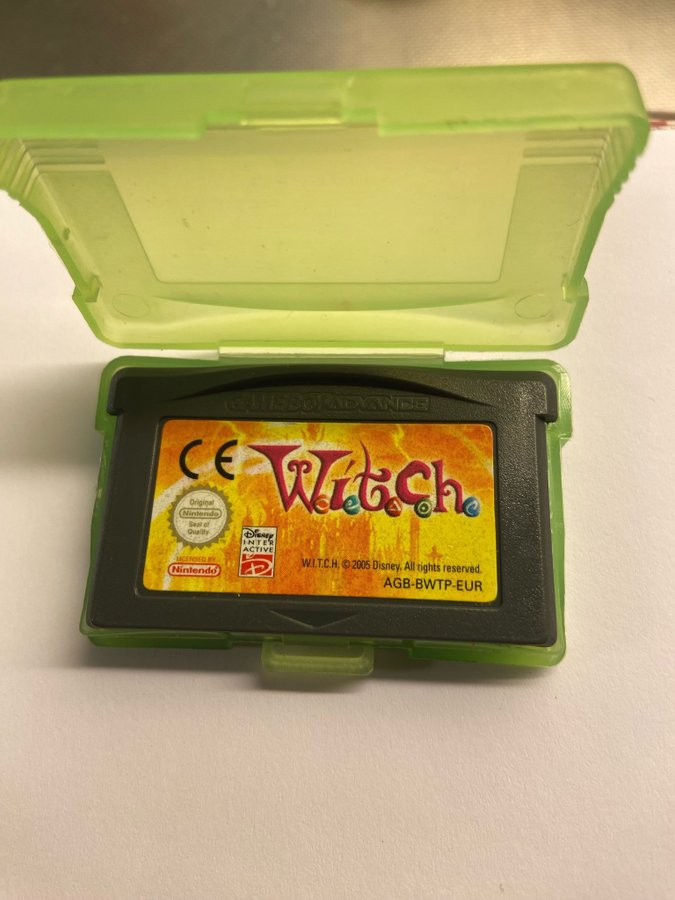 GAME BOY ADVANCE
CE
W.i.t.c.h.
Original
Nintendo
Seal of
Quality
Disney
INTER
ACTIVE
LICENSED BY
Nintendo
W.I.T.C.H. © 2005 Disney. All rights reserved.
AGB-BWTP-EUR